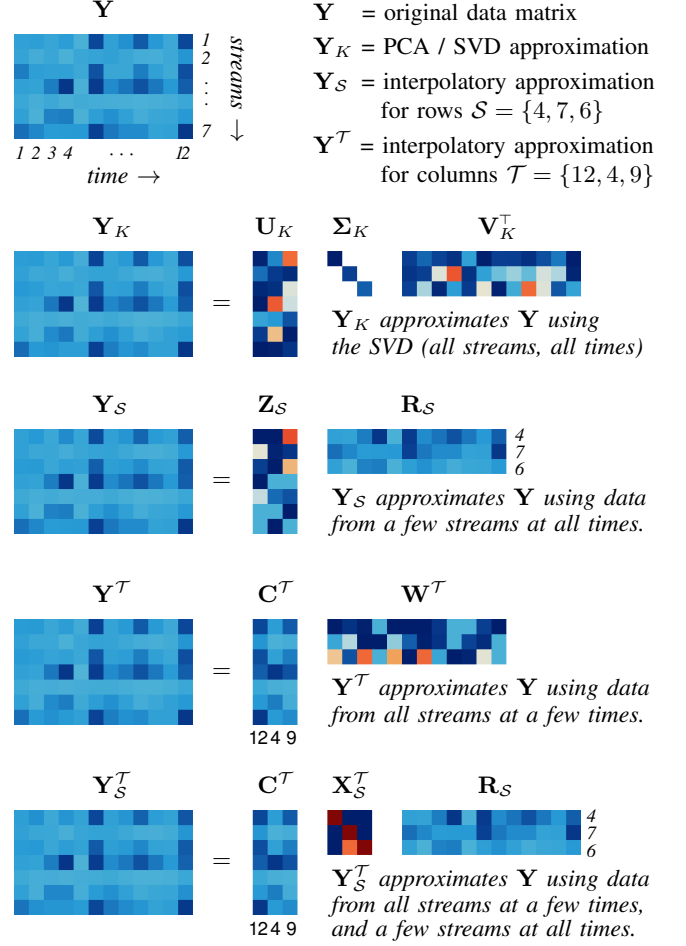 Y
1
2
⋮
7
streams →
1 2 3 4 ··· 12
time →
Y = original data matrix
Y_K = PCA / SVD approximation
Y_S = interpolatory approximation
for rows S = {4, 7, 6}
Y^T = interpolatory approximation
for columns T = {12, 4, 9}
Y_K U_K Σ_K V_K^⊤
=
Y_K approximates Y using
the SVD (all streams, all times)
Y_S Z_S R_S
=
4
7
6
Y_S approximates Y using data
from a few streams at all times.
Y^T C^T W^T
=
Y^T approximates Y using data
from all streams at a few times.
12 4 9
Y_S^T C^T X_S^T R_S
=
4
7
6
Y_S^T approximates Y using data
from all streams at a few times,
and a few streams at all times.
12 4 9